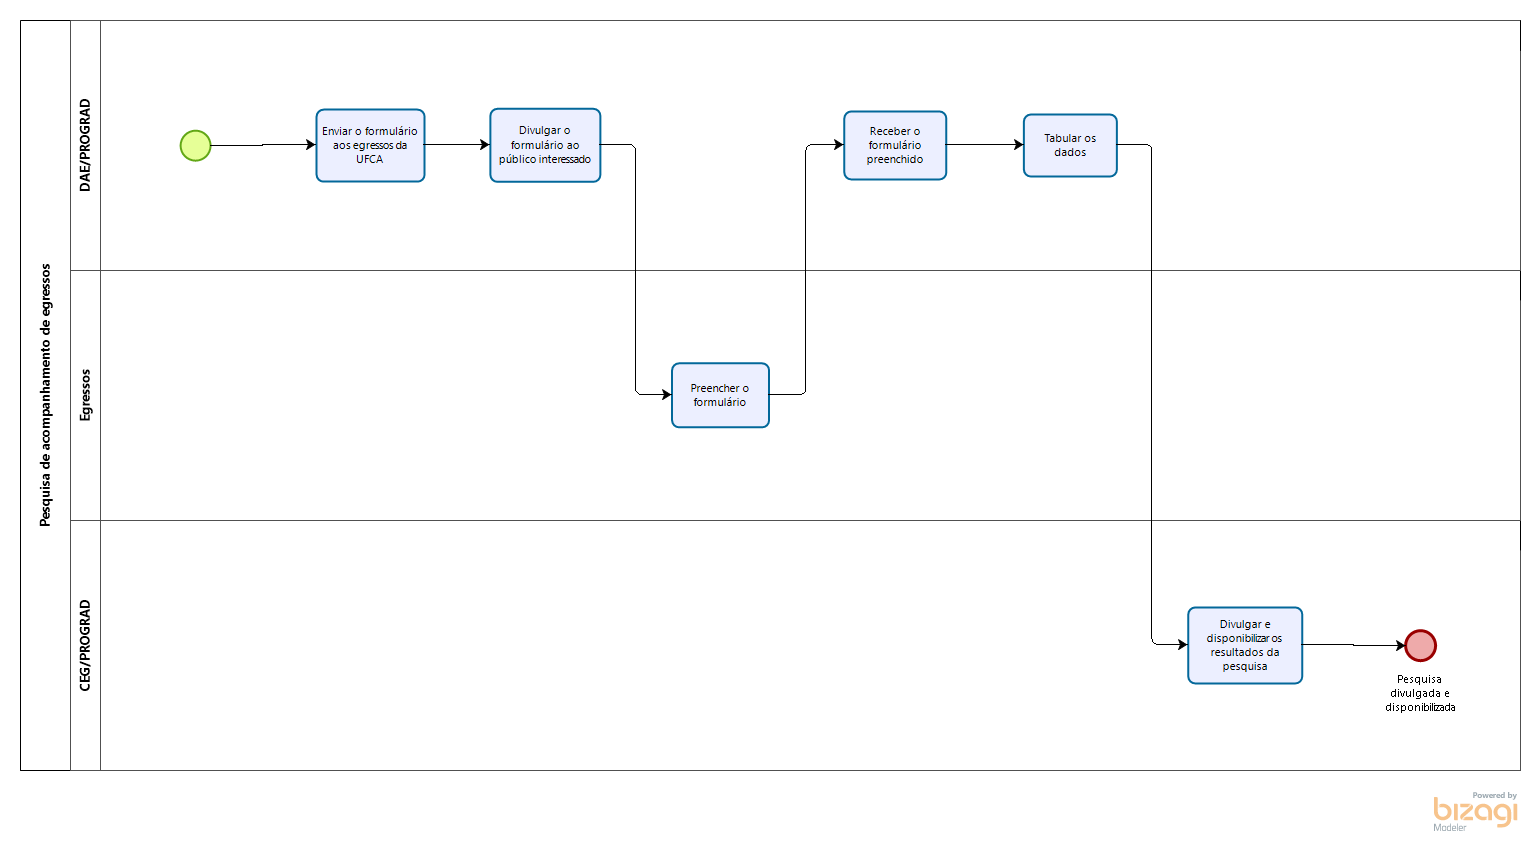 Pesquisa de acompanhamento de egressos
DAE/PROGRAD
Enviar o formulário
aos egressos da
UFCA
Divulgar o
formulário ao
público interessado
Receber o
formulário
preenchido
Tabular os
dados
Egressos
Preencher o
formulário
CEG/PROGRAD
Divulgar e
disponibilizar os
resultados da
pesquisa
Pesquisa
divulgada e
disponibilizada
Powered by
bizagi
Modeler